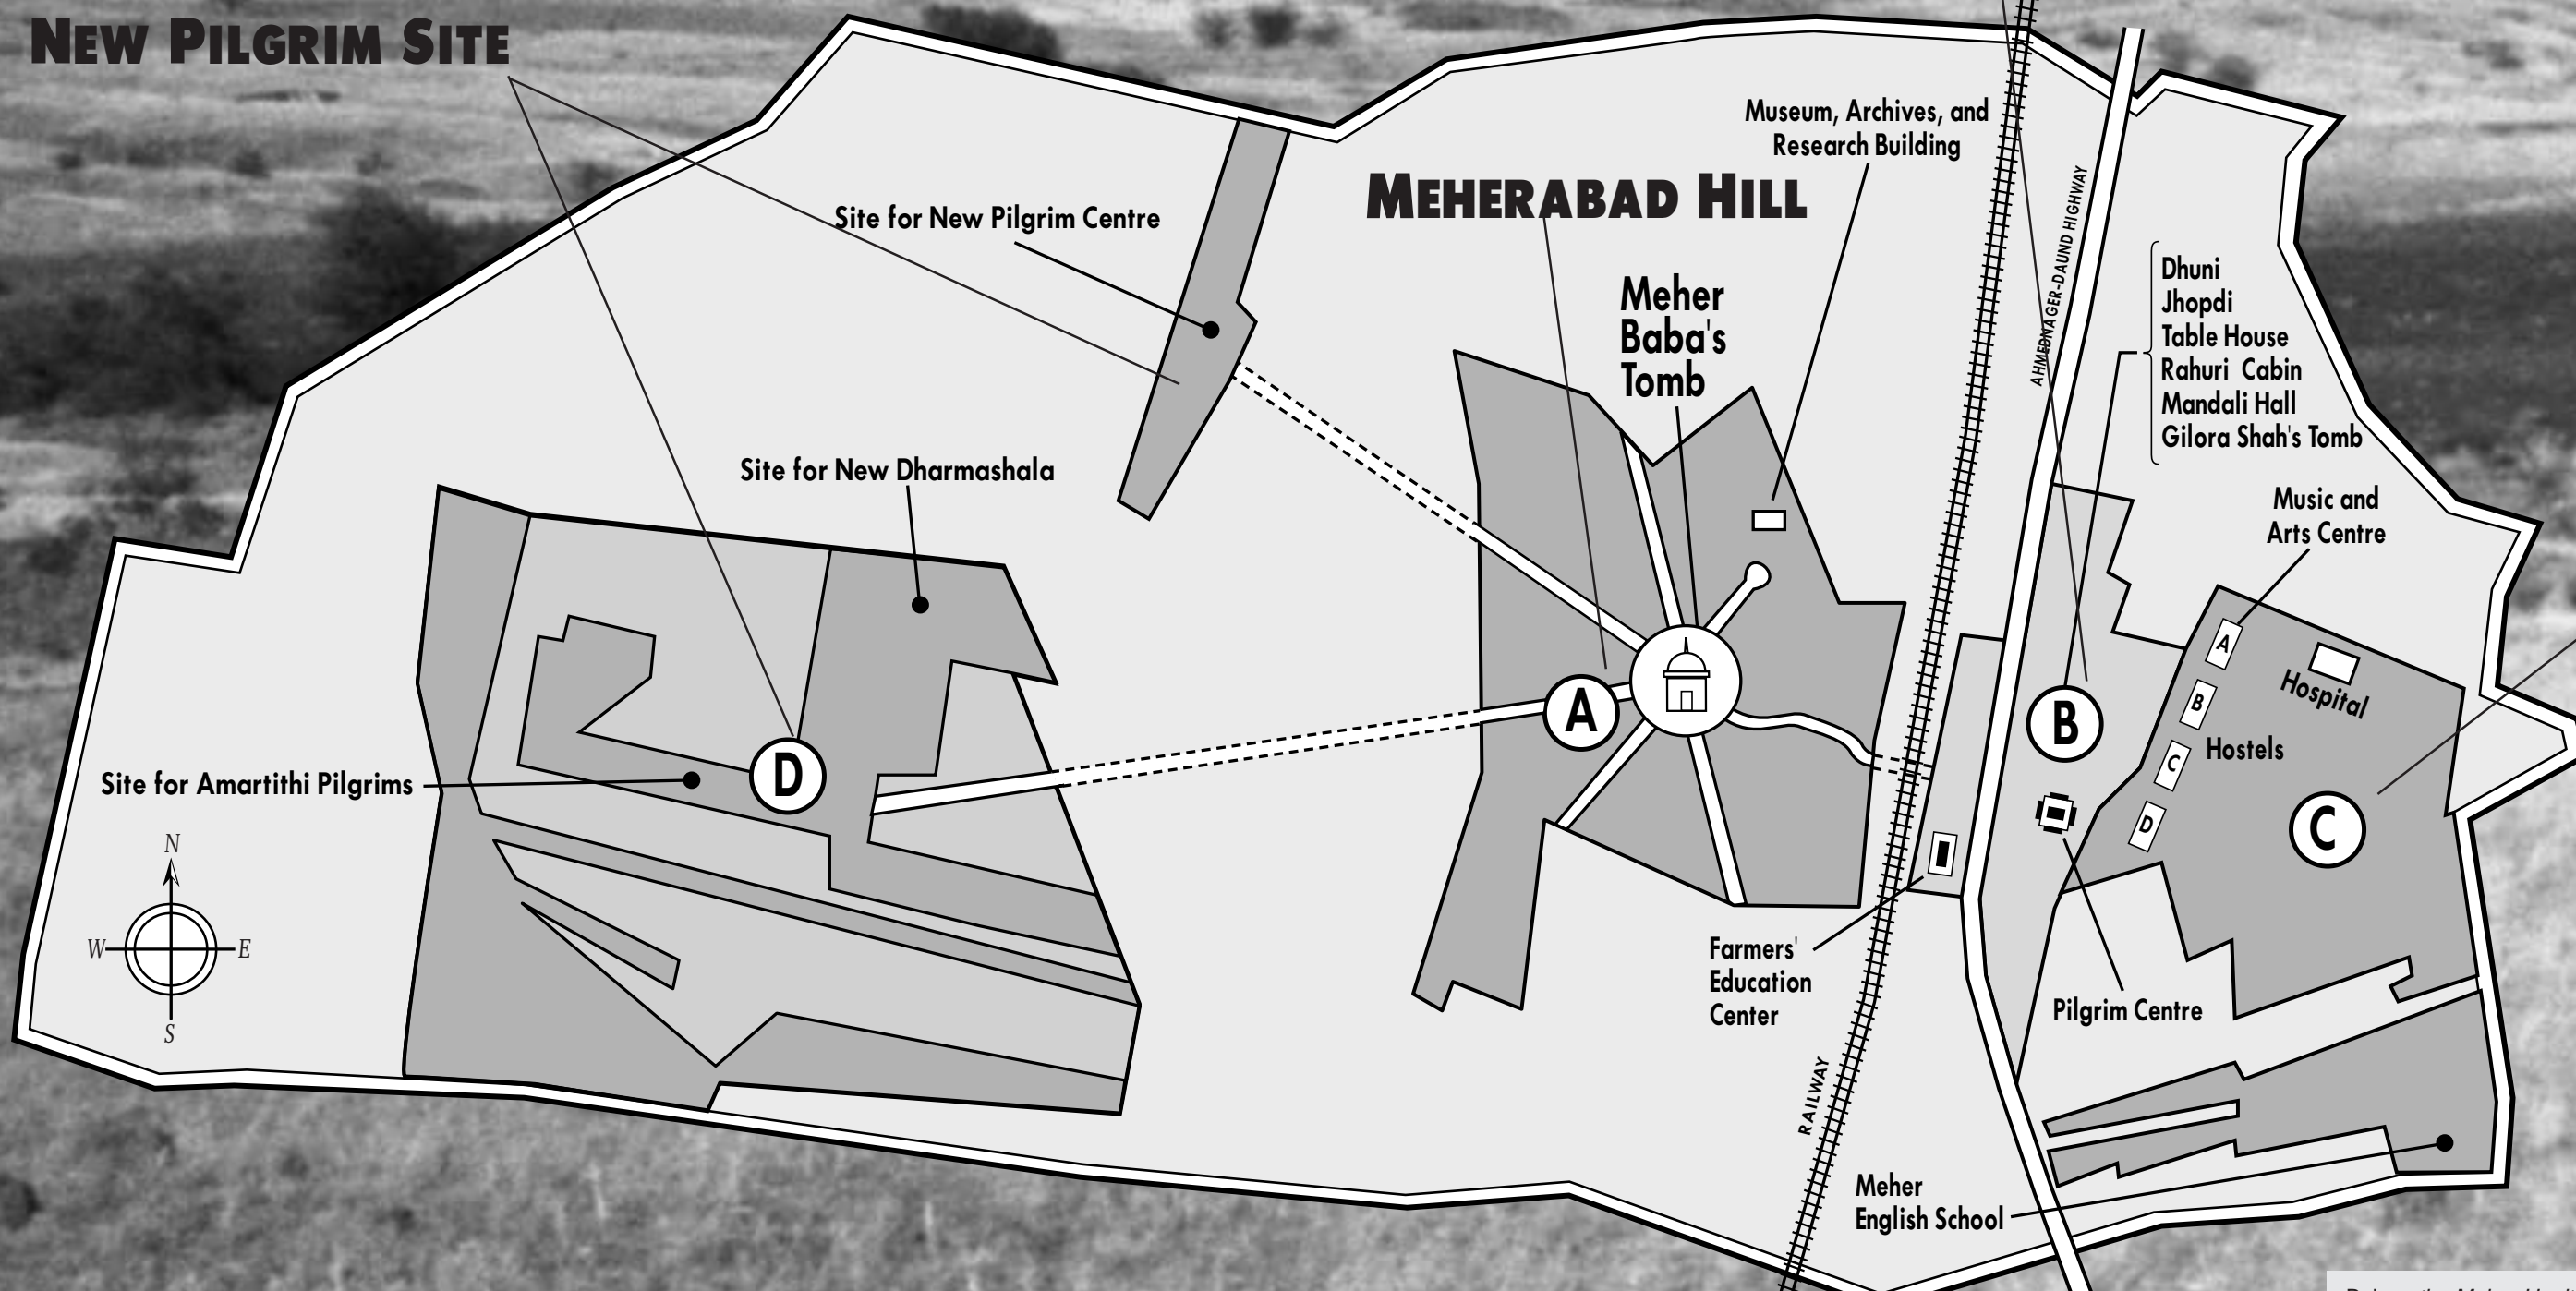 NEW PILGRIM SITE
Site for New Pilgrim Centre
MEHERABAD HILL
Museum, Archives, and
Research Building
Meher
Baba's
Tomb
AHMEDNAGER-DAUND HIGHWAY
Dhuni
Jhopdi
Table House
Rahuri Cabin
Mandali Hall
Gilora Shah's Tomb
Music and
Arts Centre
Site for New Dharmashala
Site for Amartithi Pilgrims
D
A
B
C
A
B
C
D
Hospital
Hostels
N
W
E
S
Farmers'
Education
Center
Pilgrim Centre
RAILWAY
Meher
English School